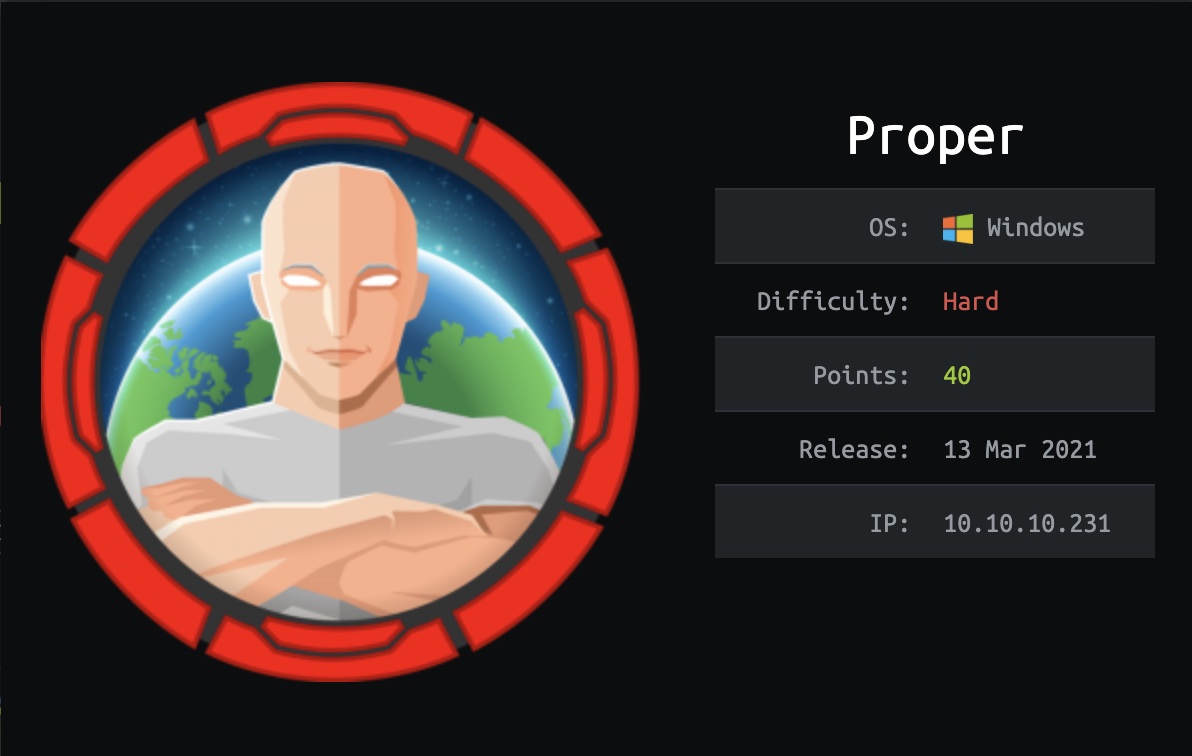 Proper
OS: Windows
Difficulty: Hard
Points: 40
Release: 13 Mar 2021
IP: 10.10.10.231